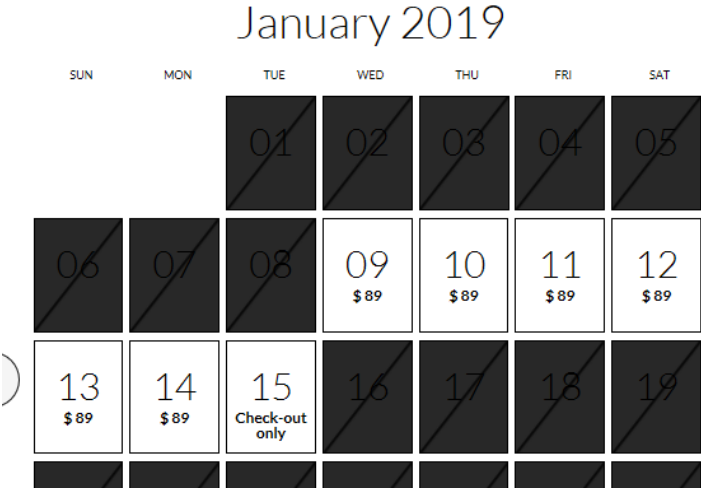 January 2019
SUN MON TUE WED THU FRI SAT
01 02 03 04 05
06 07 08 09 10 11 12
$ 89 $ 89 $ 89 $ 89
13 14 15 16 17 18 19
$ 89 $ 89 Check-out
only